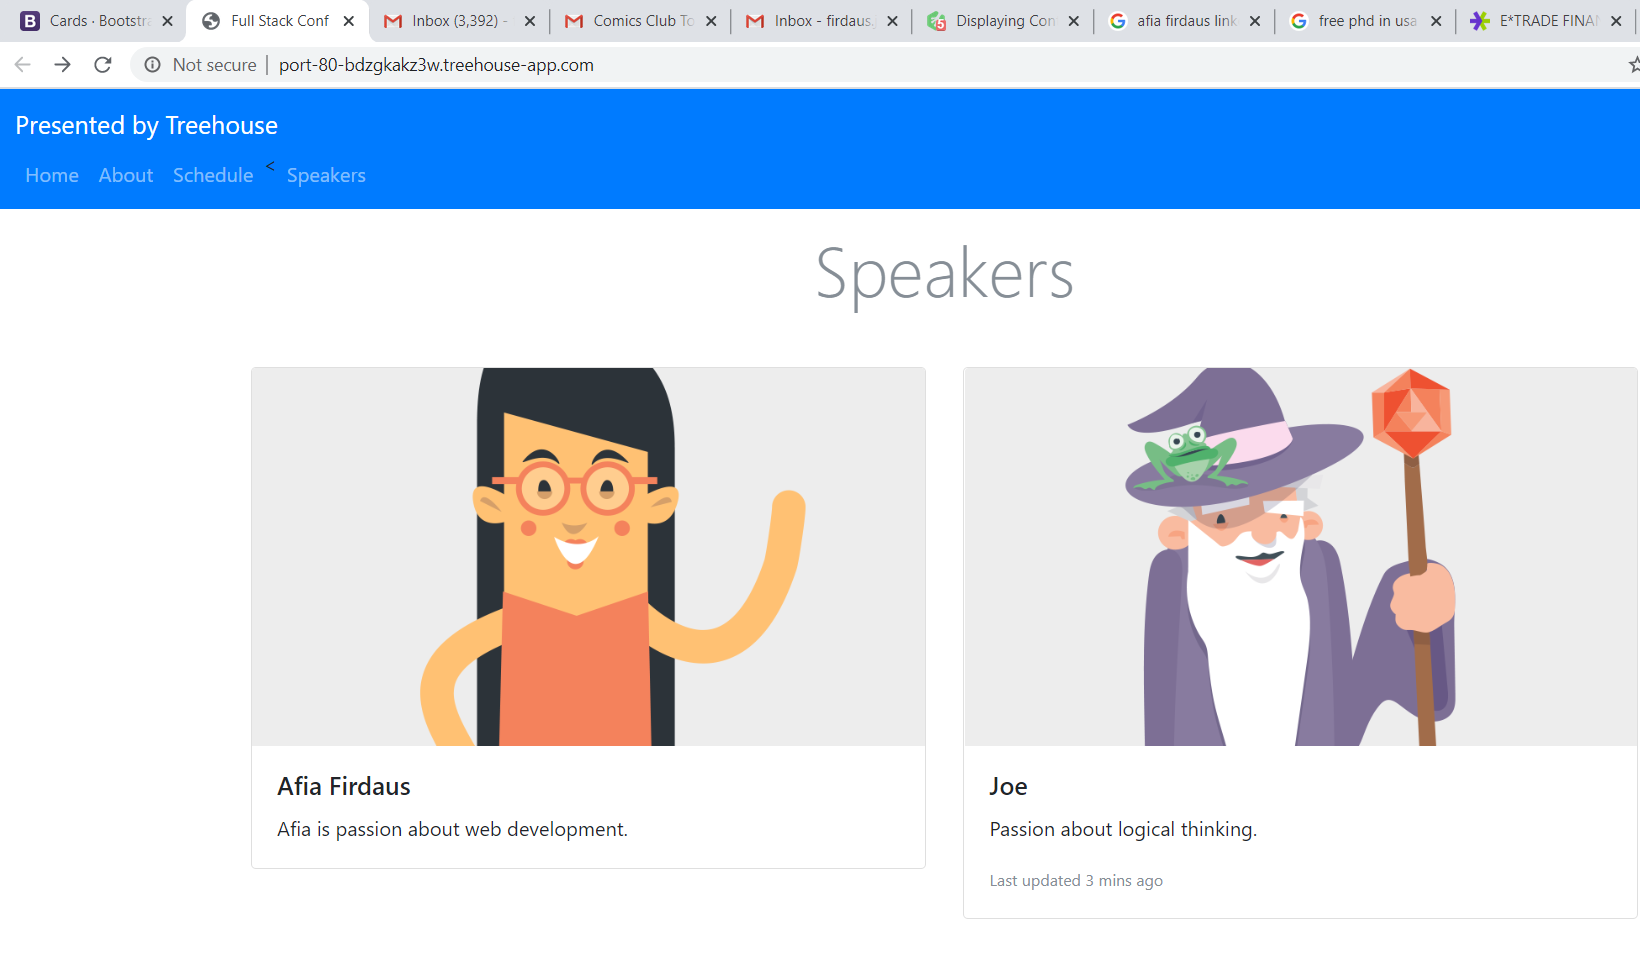 Cards · Bootstra
Full Stack Conf
Inbox (3,392) -
Comics Club To
Inbox - firdaus.
Displaying Con
afia firdaus link
free phd in usa
E*TRADE FINAN
Not secure | port-80-bdzgkakz3w.treehouse-app.com
Presented by Treehouse
Home About Schedule < Speakers
Speakers
Afia Firdaus
Afia is passion about web development.
Joe
Passion about logical thinking.
Last updated 3 mins ago